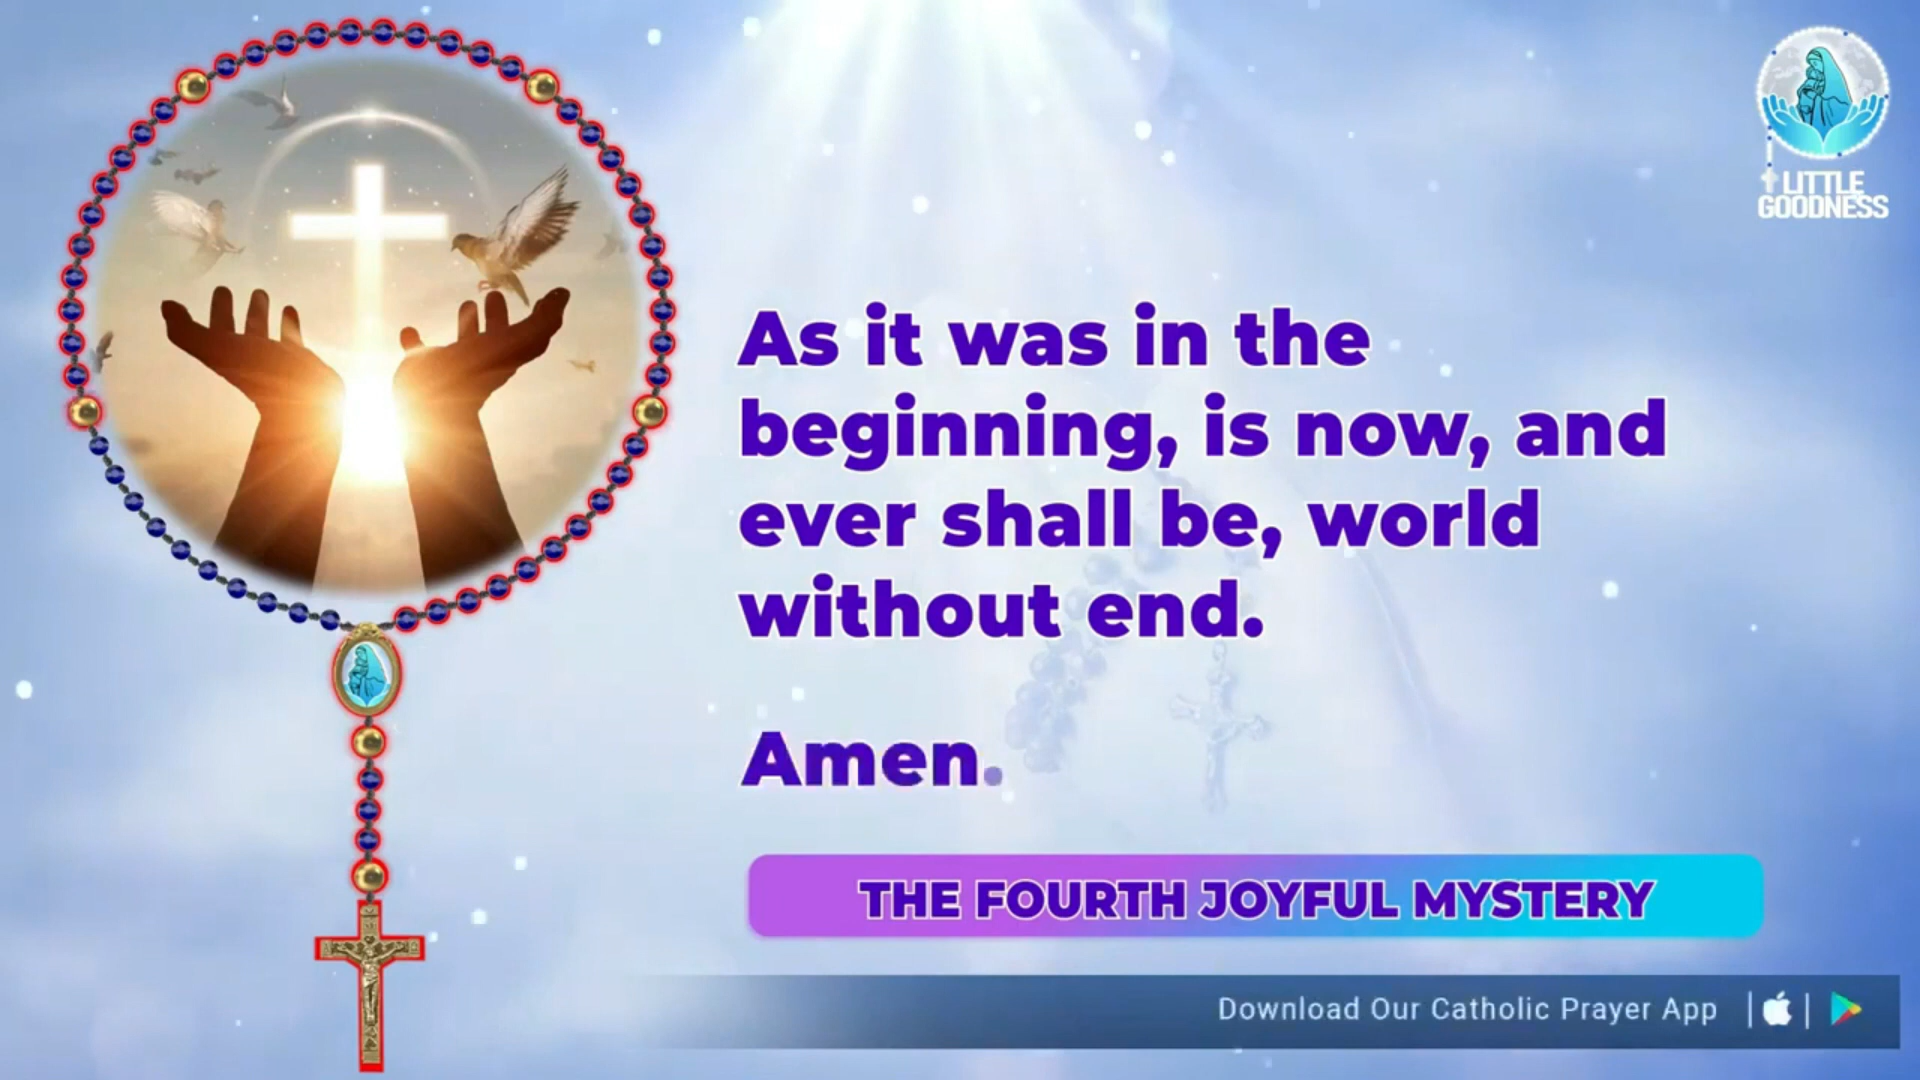 LITTLE
GOODNESS
As it was in the
beginning, is now, and
ever shall be, world
without end.
Amen.
THE FOURTH JOYFUL MYSTERY
Download Our Catholic Prayer App